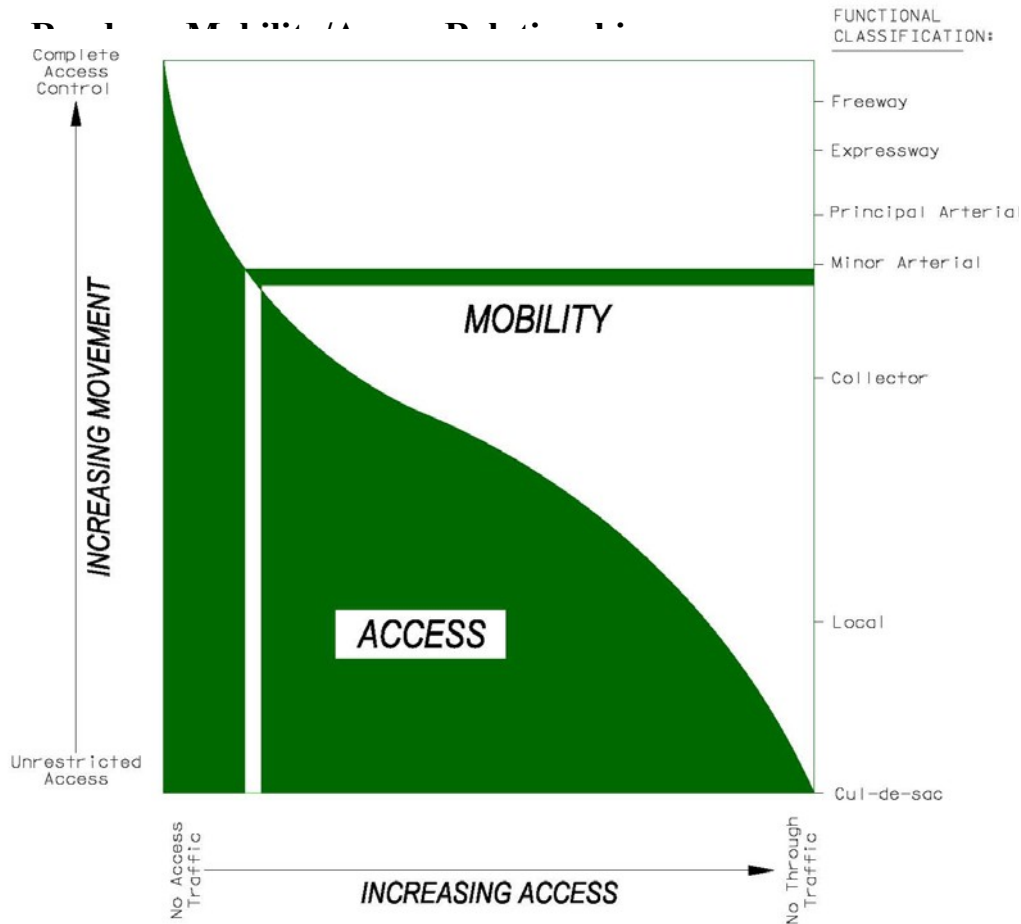 FUNCTIONAL
CLASSIFICATION:
Complete
Access
Control
Freeway
Expressway
Principal Arterial
Minor Arterial
MOBILITY
Collector
INCREASING MOVEMENT
ACCESS
Local
Unrestricted
Access
Cul-de-sac
No Access
Traffic
INCREASING ACCESS
No Through
Traffic